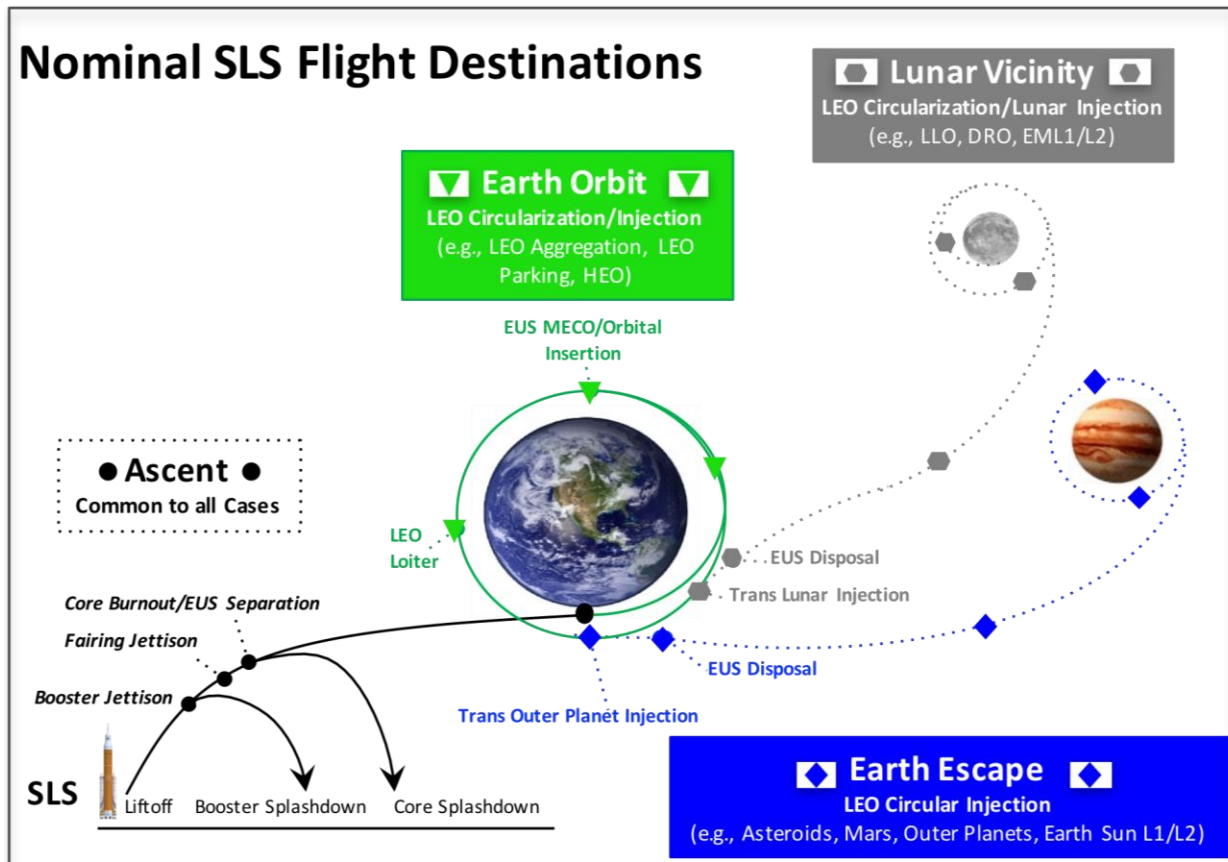 Nominal SLS Flight Destinations
Lunar Vicinity
LEO Circularization/Lunar Injection
(e.g., LLO, DRO, EML1/L2)
Earth Orbit
LEO Circularization/Injection
(e.g., LEO Aggregation, LEO
Parking, HEO)
EUS MECO/Orbital
Insertion
Ascent
Common to all Cases
LEO
Loiter
EUS Disposal
Trans Lunar Injection
Core Burnout/EUS Separation
Fairing Jettison
Booster Jettison
EUS Disposal
Trans Outer Planet Injection
SLS
Liftoff
Booster Splashdown
Core Splashdown
Earth Escape
LEO Circular Injection
(e.g., Asteroids, Mars, Outer Planets, Earth Sun L1/L2)